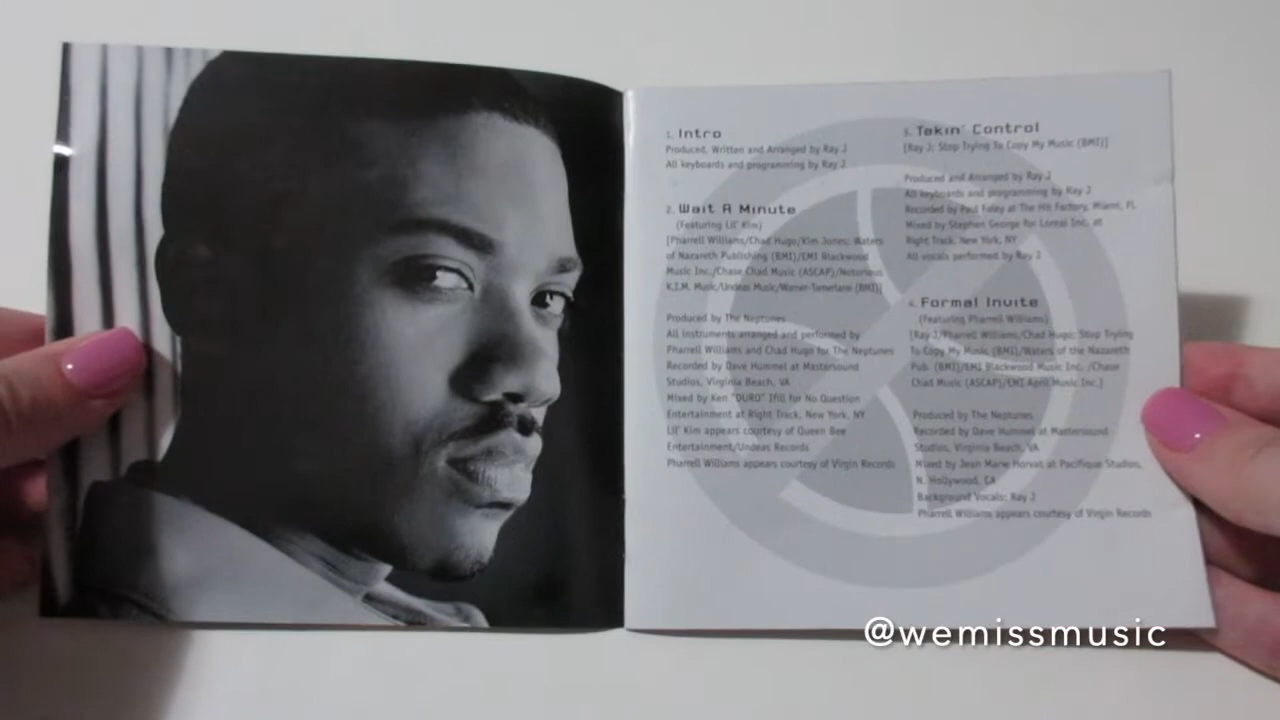 1. Intro
Produced, Written and Arranged by Ray J
All keyboards and programming by Ray J
2. Wait A Minute
(Featuring Lil' Kim)
[Pharrell Williams/Chad Hugo/Kim Jones; Waters
of Nazareth Publishing (BMI)/EMI Blackwood
Music Inc./Chase Chad Music (ASCAP)/Notorious
K.I.M. Music/Undeas Music/Warner-Tamerlane (BMI)]
Produced by The Neptunes
All instruments arranged and performed by
Pharrell Williams and Chad Hugo for The Neptunes
Recorded by Dave Hummel at Mastersound
Studios, Virginia Beach, VA
Mixed by Ken "DURO" Ifill for No Question
Entertainment at Right Track, New York, NY
Lil' Kim appears courtesy of Queen Bee
Entertainment/Undeas Records
Pharrell Williams appears courtesy of Virgin Records
3. Takin' Control
[Ray J; Stop Trying To Copy My Music (BMI)]
Produced and Arranged by Ray J
All keyboards and programming by Ray J
Recorded by Paul Foley at The Hit Factory, Miami, FL
Mixed by Stephen George for Loreal Inc. at
Right Track, New York, NY
All vocals performed by Ray J
4. Formal Invite
(Featuring Pharrell Williams)
[Ray J/Pharrell Williams/Chad Hugo; Stop Trying
To Copy My Music (BMI)/Waters of the Nazareth
Pub. (BMI)/EMI Blackwood Music Inc. /Chase
Chad Music (ASCAP)/EMI April Music Inc.]
Produced by The Neptunes
Recorded by Dave Hummel at Mastersound
Studios, Virginia Beach, VA
Mixed by Jean Marie Horvat at Pacifique Studios,
N. Hollywood, CA
Background Vocals: Ray J
Pharrell Williams appears courtesy of Virgin Records
@wemissmusic